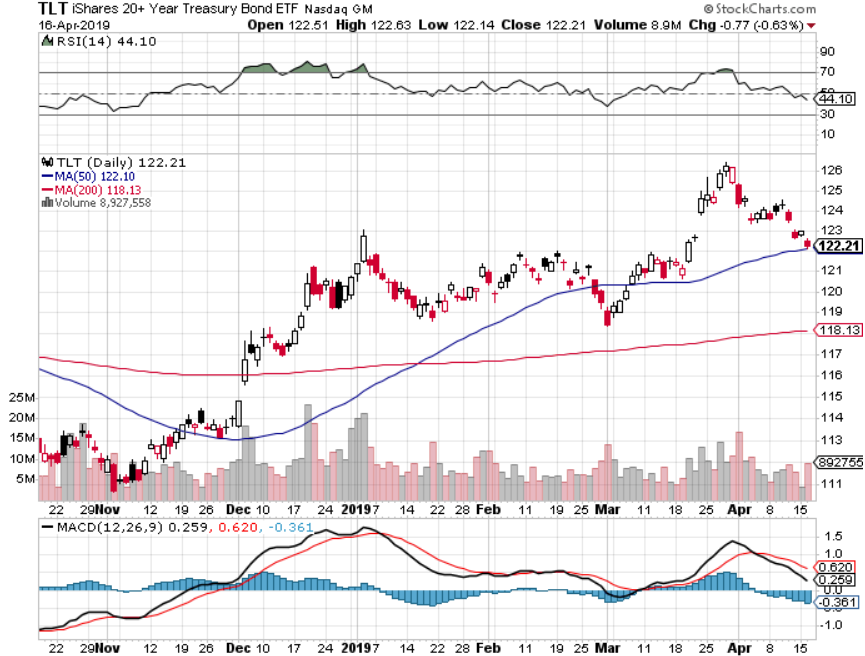 TLT iShares 20+ Year Treasury Bond ETF Nasdaq GM
© StockCharts.com
16-Apr-2019 Open 122.51 High 122.63 Low 122.14 Close 122.21 Volume 8.9M Chg -0.77 (-0.63%)
RSI(14) 44.10
90
70
50
44.10
30
10
TLT (Daily) 122.21
MA(50) 122.10
MA(200) 118.13
Volume 8,927,558
126
125
124
123
122.21
121
120
119
118.13
117
116
115
114
113
892755
111
25M
20M
15M
10M
5M
22 29 Nov 12 19 26 Dec 10 17 24 2019 7 14 22 28 Feb 11 19 25 Mar 11 18 25 Apr 8 15
MACD(12,26,9) 0.259, 0.620, -0.361
1.5
1.0
0.620
0.259
0.0
-0.361
-1.0
22 29 Nov 12 19 26 Dec 10 17 24 2019 7 14 22 28 Feb 11 19 25 Mar 11 18 25 Apr 8 15